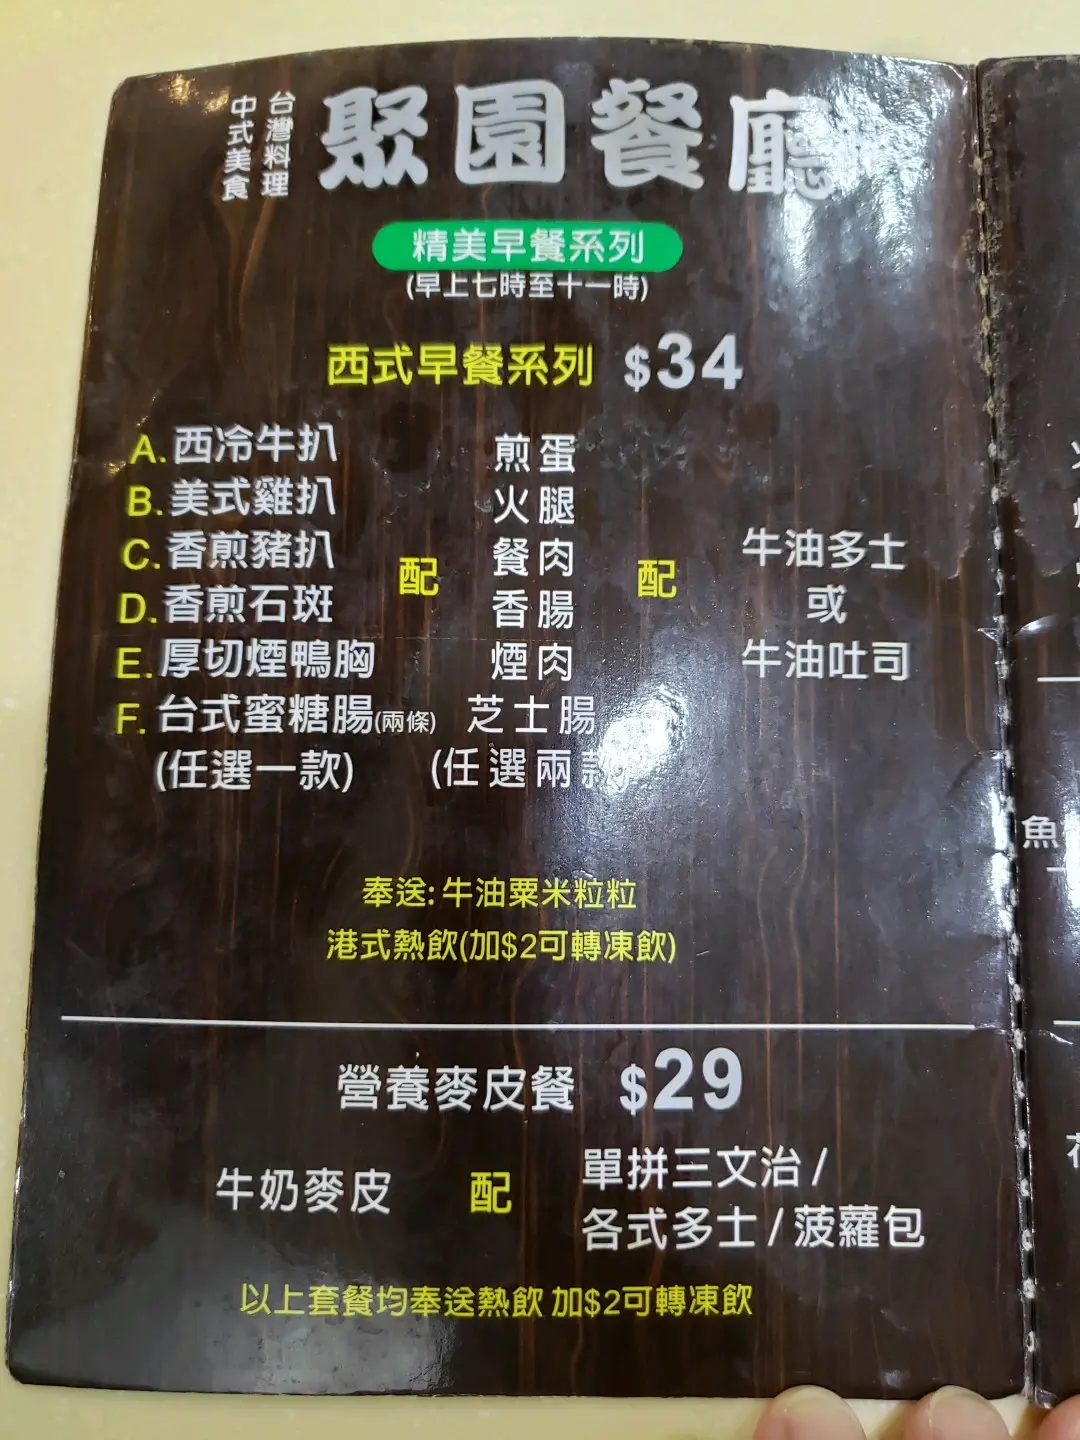 中式美食
台灣料理
聚園餐廳
精美早餐系列
(早上七時至十一時)
西式早餐系列 $34
A.西冷牛扒
B.美式雞扒
C.香煎豬扒
D.香煎石斑
E.厚切煙鴨胸
F.台式蜜糖腸(兩條)
(任選一款)
配
煎蛋
火腿
餐肉
香腸
煙肉
芝士腸
(任選兩款
配
牛油多士
或
牛油吐司
奉送:牛油粟米粒粒
港式熱飲(加$2可轉凍飲)
營養麥皮餐 $29
牛奶麥皮 配
單拼三文治/
各式多士/菠蘿包
以上套餐均奉送熱飲 加$2可轉凍飲
魚